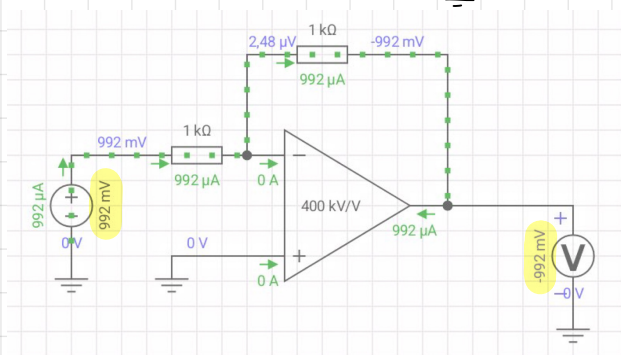 1 kΩ
2,48 µV
-992 mV
992 µA
1 kΩ
992 mV
992 µA
0 A
992 µA
+
992 mV
0 V
−
400 kV/V
+
0 V
0 A
992 µA
+
-992 mV
V
0 V